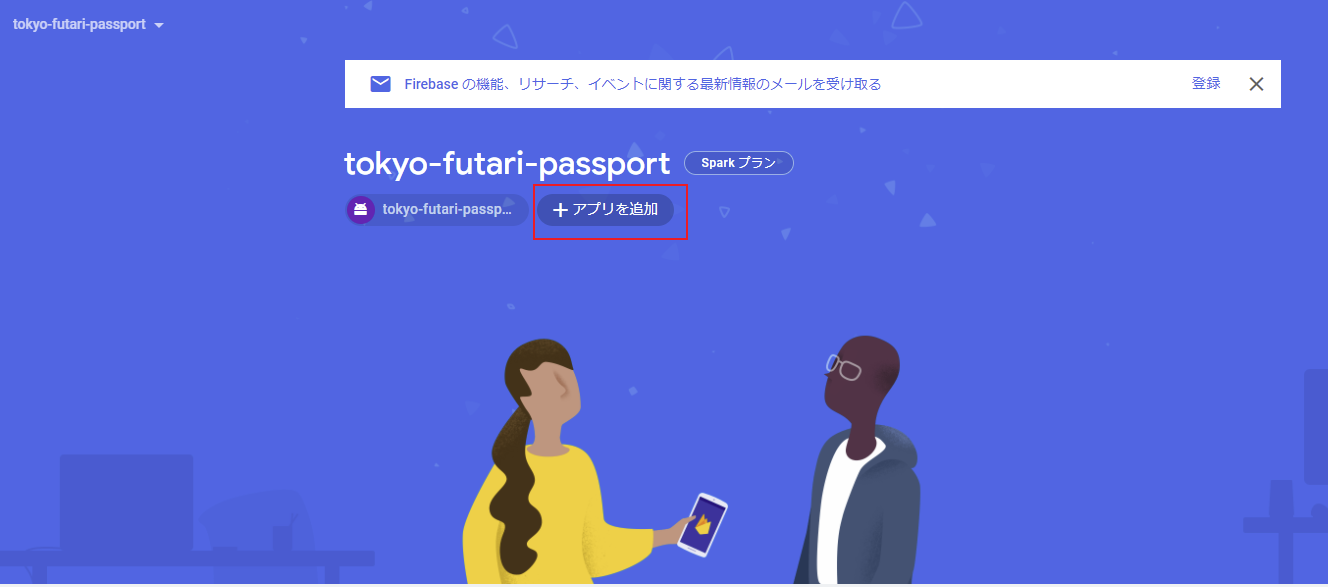 tokyo-futari-passport
Firebase の機能、リサーチ、イベントに関する最新情報のメールを受け取る 登録
tokyo-futari-passport Spark プラン
tokyo-futari-passp... アプリを追加